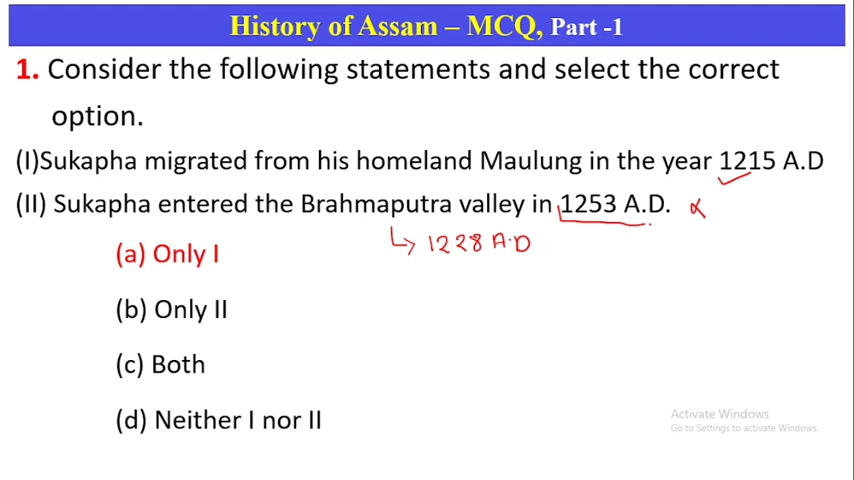 History of Assam – MCQ, Part -1
1. Consider the following statements and select the correct
option.
(I)Sukapha migrated from his homeland Maulung in the year 1215 A.D
(II) Sukapha entered the Brahmaputra valley in 1253 A.D.
1228 A.D
(a) Only I
(b) Only II
(c) Both
(d) Neither I nor II
Activate Windows
Go to Settings to activate Windows.